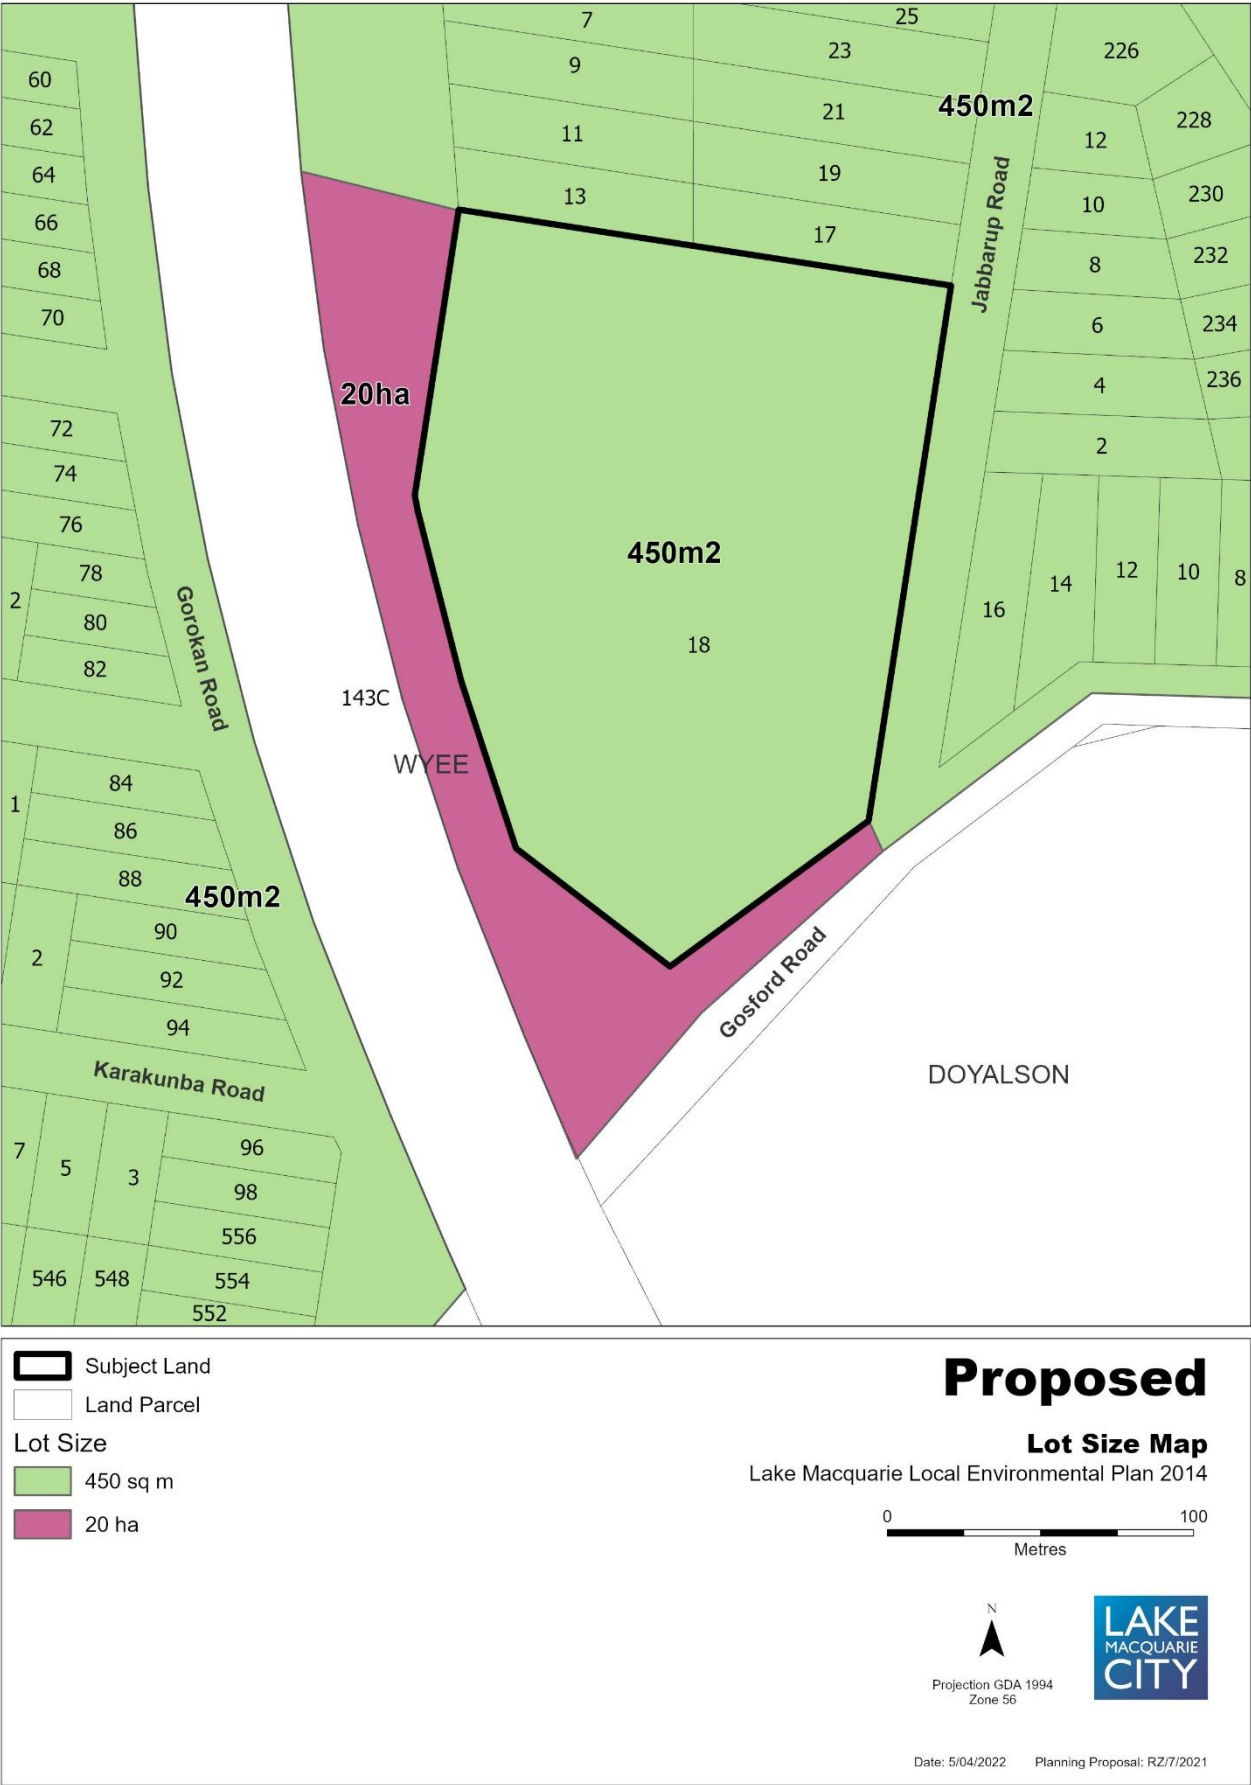 7
25
23
226
9
60
450m2
21
228
62
11
12
64
19
230
13
10
66
17
232
8
68
Jabbarup Road
70
6
234
236
4
20ha
72
2
74
76
450m2
78
12
10
8
14
2
16
80
18
82
Gorokan Road
143C
WYEE
84
1
86
88
450m2
90
2
92
Gosford Road
94
Karakunba Road
DOYALSON
7
96
5
3
98
556
546
548
554
552
Subject Land
Land Parcel
Lot Size
450 sq m
20 ha
Proposed
Lot Size Map
Lake Macquarie Local Environmental Plan 2014
0 100
Metres
N
Projection GDA 1994
Zone 56
LAKE
MACQUARIE
CITY
Date: 5/04/2022 Planning Proposal: RZ/7/2021